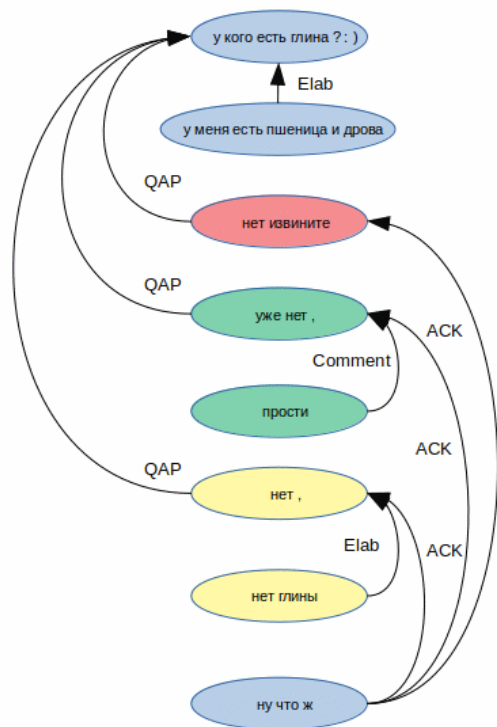 у кого есть глина ? : )
Elab
у меня есть пшеница и дрова
QAP
нет извините
QAP
уже нет ,
ACK
Comment
прости
ACK
QAP
нет ,
Elab
ACK
нет глины
ну что ж